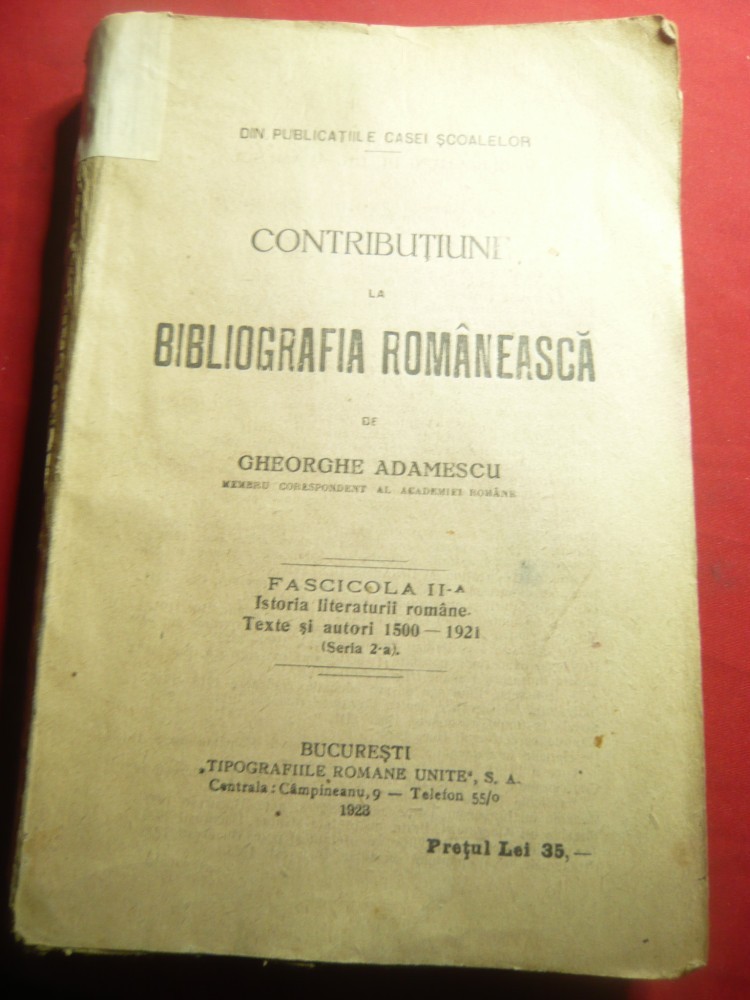 DIN PUBLICAȚIILE CASEI ȘCOALELOR
CONTRIBUȚIUNE
LA
BIBLIOGRAFIA ROMÂNEASCĂ
DE
GHEORGHE ADAMESCU
MEMBRU CORESPONDENT AL ACADEMIEI ROMÂNE
FASCICOLA II-A
Istoria literaturii române.
Texte și autori 1500 — 1921
(Seria 2-a).
BUCUREȘTI
„TIPOGRAFIILE ROMANE UNITE", S. A.
Centrala : Câmpineanu, 9 — Telefon 55/0
1923
Prețul Lei 35,—